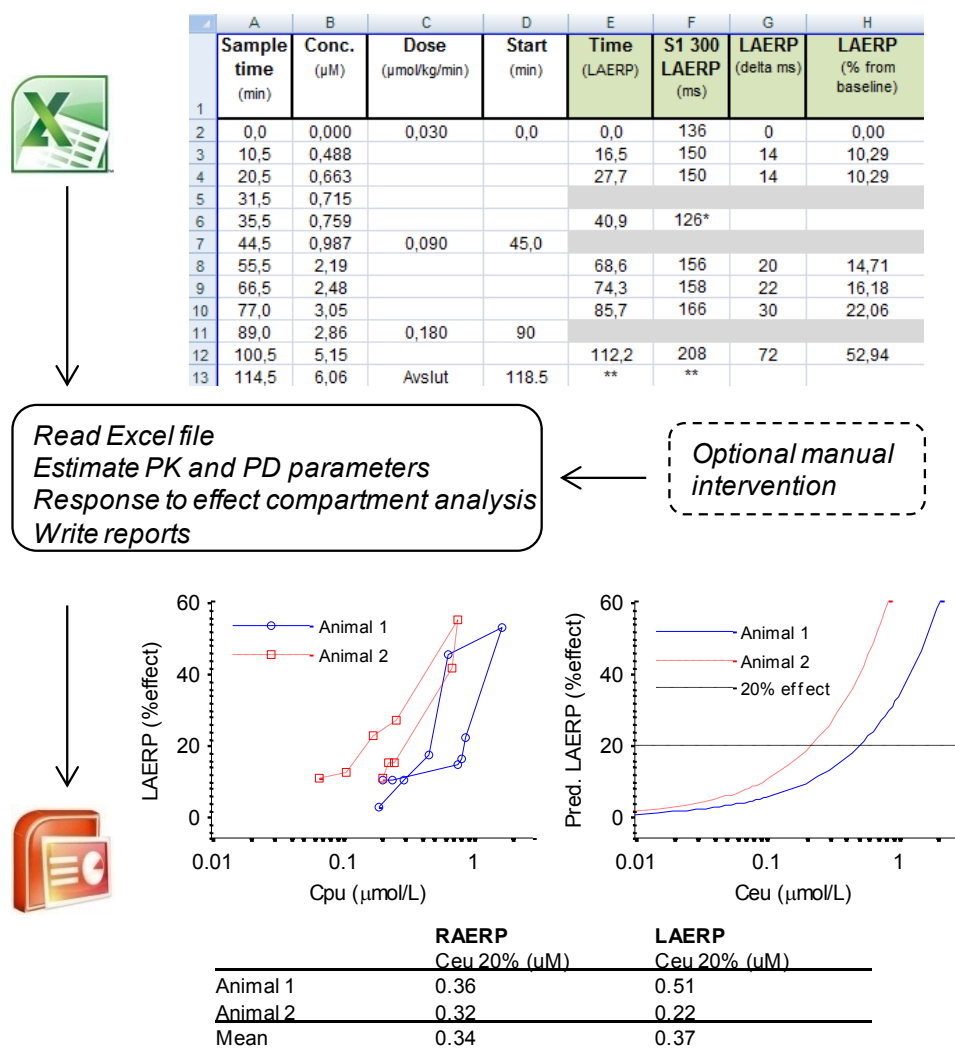 A B C D E F G H
Sample time (min) Conc. (µM) Dose (µmol/kg/min) Start (min) Time (LAERP) S1 300 LAERP (ms) LAERP (delta ms) LAERP (% from baseline)
1
2 0,0 0,000 0,030 0,0 0,0 136 0 0,00
3 10,5 0,488 16,5 150 14 10,29
4 20,5 0,663 27,7 150 14 10,29
5 31,5 0,715
6 35,5 0,759 40,9 126*
7 44,5 0,987 0,090 45,0
8 55,5 2,19 68,6 156 20 14,71
9 66,5 2,48 74,3 158 22 16,18
10 77,0 3,05 85,7 166 30 22,06
11 89,0 2,86 0,180 90
12 100,5 5,15 112,2 208 72 52,94
13 114,5 6,06 Avslut 118.5 ** **
Read Excel file
Estimate PK and PD parameters
Response to effect compartment analysis
Write reports
Optional manual
intervention
LAERP (%effect)
60
40
20
0
0.01 0.1 1
Cpu (µmol/L)
Animal 1
Animal 2
Pred. LAERP (%effect)
60
40
20
0
0.01 0.1 1
Ceu (µmol/L)
Animal 1
Animal 2
20% effect
RAERP LAERP
Ceu 20% (uM) Ceu 20% (uM)
Animal 1 0.36 0.51
Animal 2 0.32 0.22
Mean 0.34 0.37